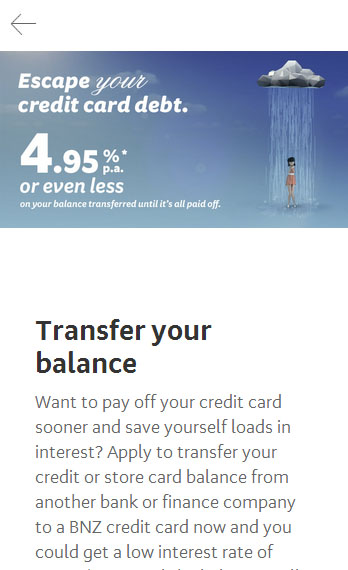 Escape your
credit card debt.
4.95%* p.a.
or even less
on your balance transferred until it's all paid off.
Transfer your
balance
Want to pay off your credit card
sooner and save yourself loads in
interest? Apply to transfer your
credit or store card balance from
another bank or finance company
to a BNZ credit card now and you
could get a low interest rate of